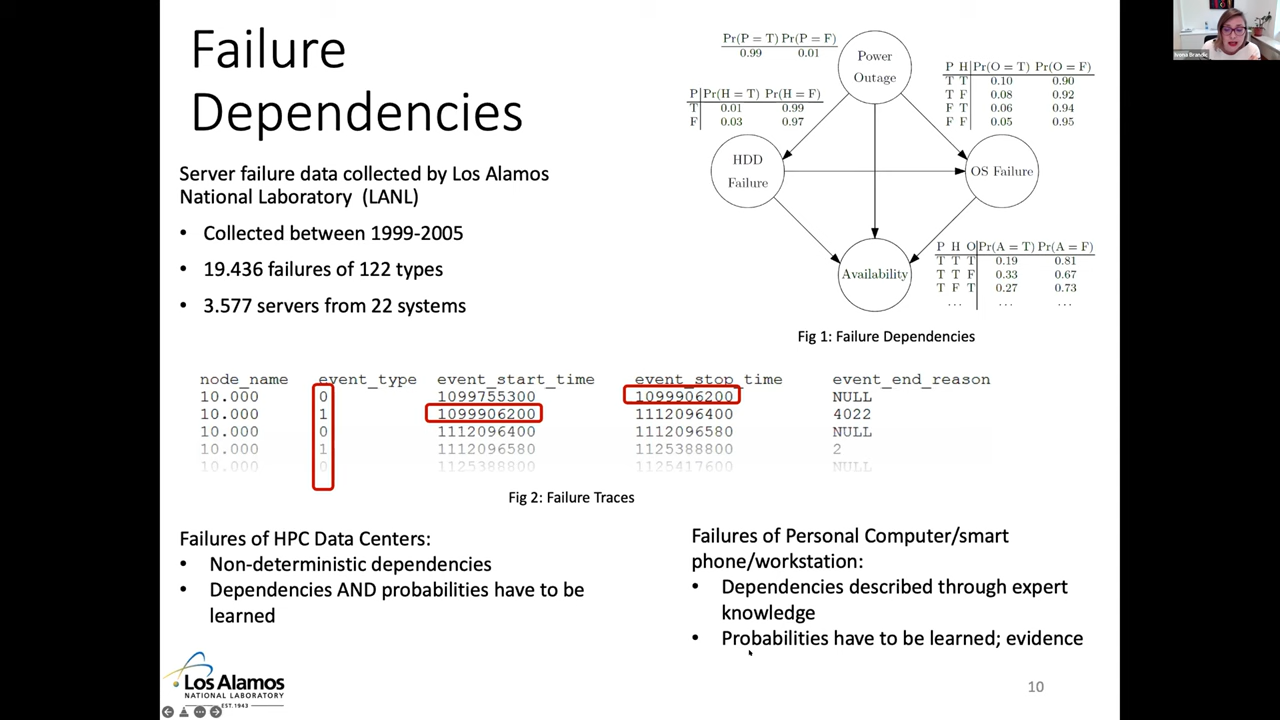 Failure
Dependencies
Server failure data collected by Los Alamos
National Laboratory (LANL)
• Collected between 1999-2005
• 19.436 failures of 122 types
• 3.577 servers from 22 systems
Pr(P = T) Pr(P = F)
0.99 0.01
P Pr(H = T) Pr(H = F)
T 0.01 0.99
F 0.03 0.97
Power
Outage
P H Pr(O = T) Pr(O = F)
T T 0.10 0.90
T F 0.08 0.92
F T 0.06 0.94
F F 0.05 0.95
HDD
Failure
OS Failure
P H O Pr(A = T) Pr(A = F)
T T T 0.19 0.81
T T F 0.33 0.67
T F T 0.27 0.73
... ... ...
Availability
Fig 1: Failure Dependencies
node_name event_type event_start_time event_stop_time event_end_reason
10.000 0 1099755300 1099906200 NULL
10.000 1 1099906200 1112096400 4022
10.000 0 1112096400 1112096580 NULL
10.000 1 1112096580 1125388800 2
10.000 0 1125388800 1125417600 NULL
Fig 2: Failure Traces
Failures of HPC Data Centers:
• Non-deterministic dependencies
• Dependencies AND probabilities have to be
learned
Failures of Personal Computer/smart
phone/workstation:
• Dependencies described through expert
knowledge
• Probabilities have to be learned; evidence
Los Alamos
NATIONAL LABORATORY
EST.1943
10
Ivona Brandic